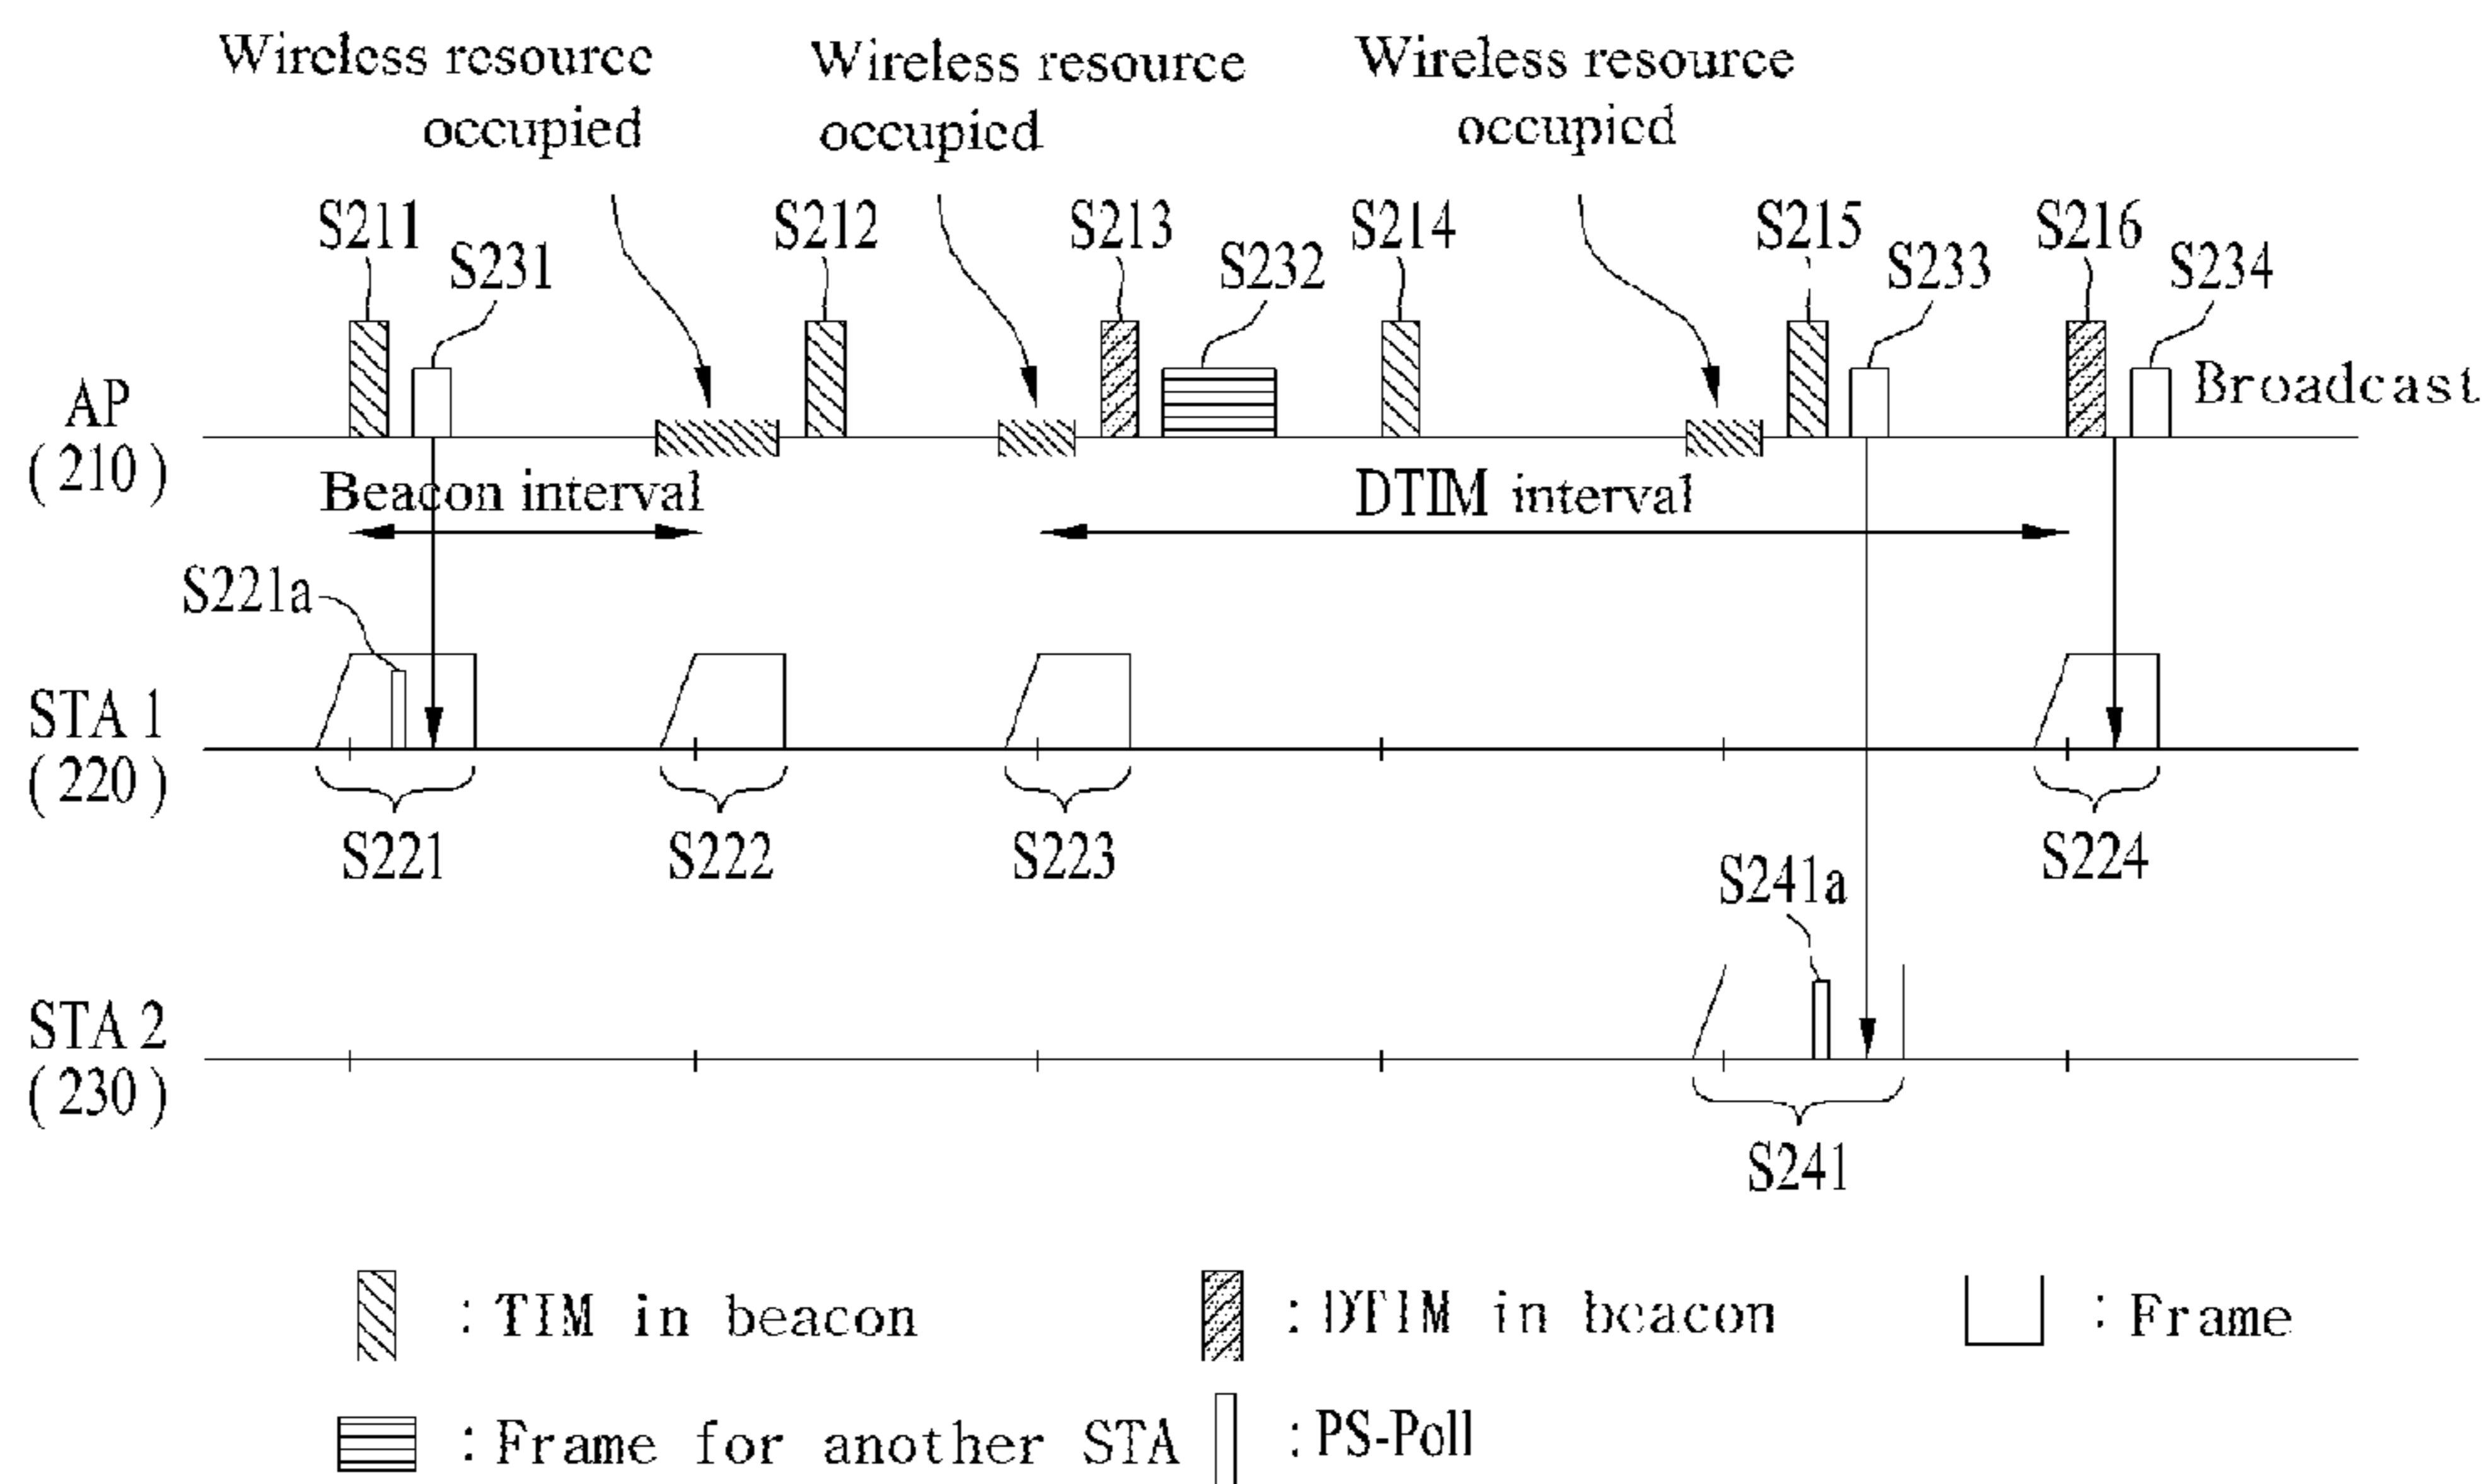 Wireless resource
occupied
Wireless resource
occupied
Wireless resource
occupied
S211
S231
S212
S213
S232
S214
S215
S233
S216
S234
AP
(210)
Broadcast
Beacon interval
DTIM interval
S221a
STA 1
(220)
S221
S222
S223
S224
S241a
STA 2
(230)
S241
: TIM in beacon
: DTIM in beacon
: Frame
: Frame for another STA
: PS-Poll